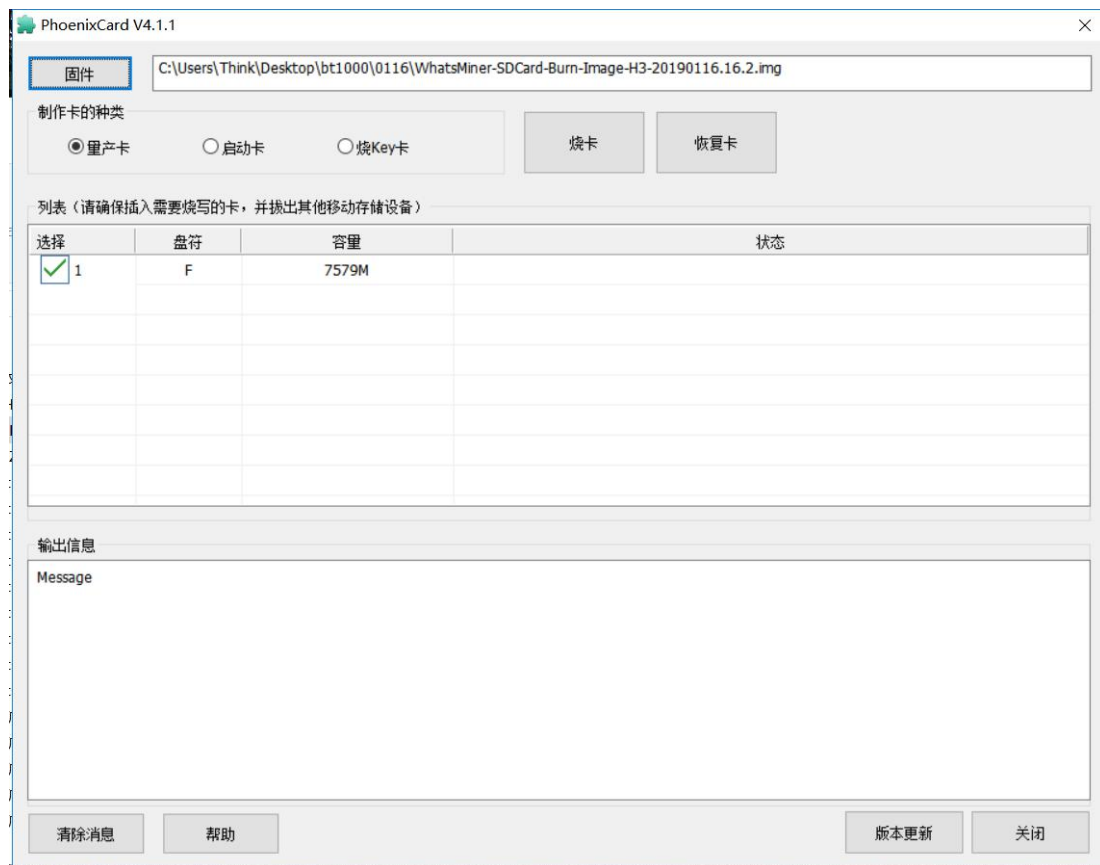 PhoenixCard V4.1.1
固件 C:\Users\Think\Desktop\bt1000\0116\WhatsMiner-SDCard-Burn-Image-H3-20190116.16.2.img
制作卡的种类
量产卡 启动卡 烧Key卡 烧卡 恢复卡
列表（请确保插入需要烧写的卡，并拔出其他移动存储设备）
选择 盘符 容量 状态
1 F 7579M
输出信息
Message
清除消息 帮助 版本更新 关闭